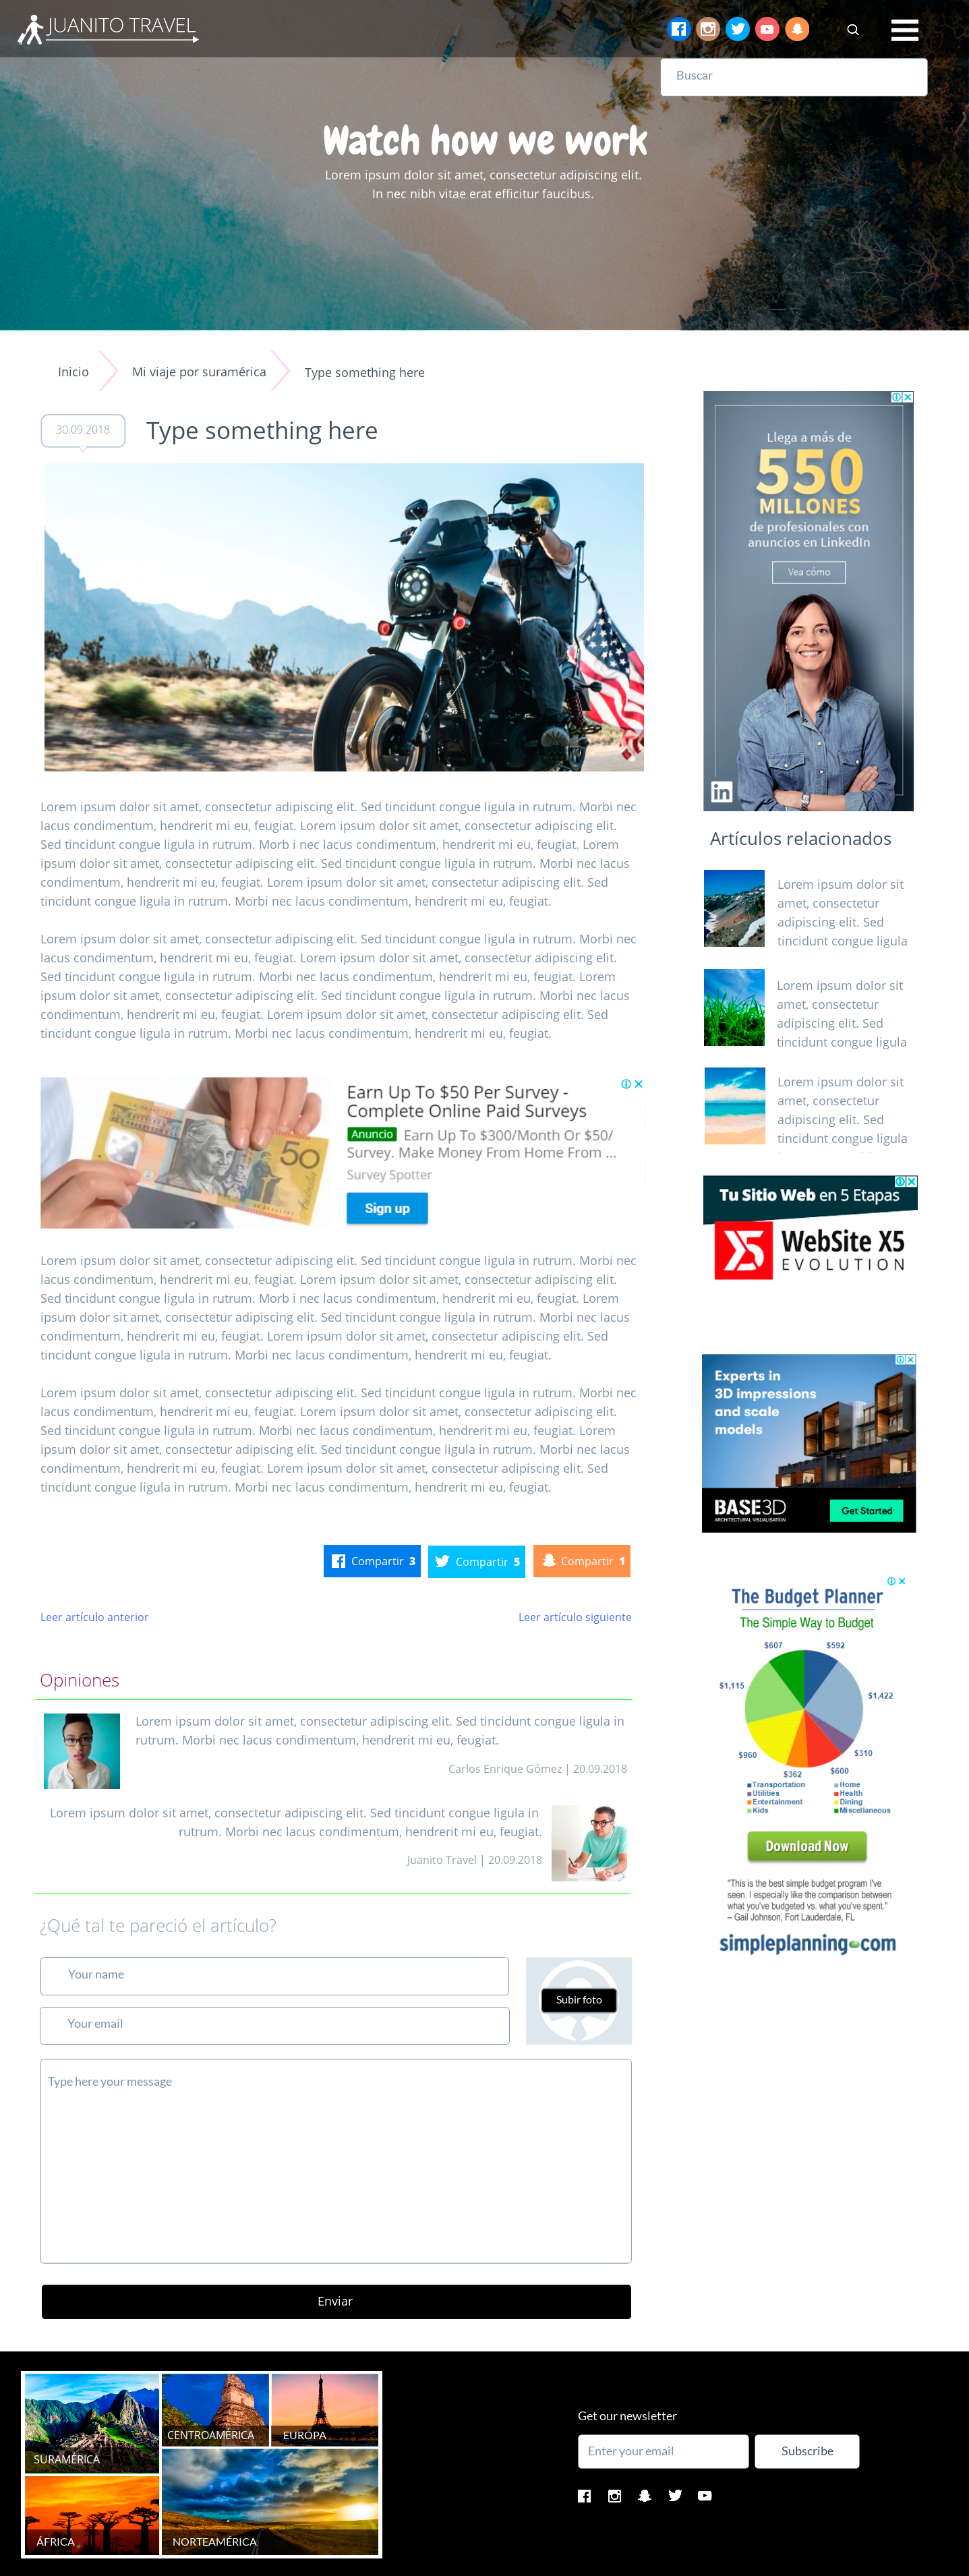 JUANITO TRAVEL
Buscar
Watch how we work
Lorem ipsum dolor sit amet, consectetur adipiscing elit.
In nec nibh vitae erat efficitur faucibus.
Inicio
Mi viaje por suramérica
Type something here
30.09.2018
Type something here
Lorem ipsum dolor sit amet, consectetur adipiscing elit. Sed tincidunt congue ligula in rutrum. Morbi nec
lacus condimentum, hendrerit mi eu, feugiat. Lorem ipsum dolor sit amet, consectetur adipiscing elit.
Sed tincidunt congue ligula in rutrum. Morb i nec lacus condimentum, hendrerit mi eu, feugiat. Lorem
ipsum dolor sit amet, consectetur adipiscing elit. Sed tincidunt congue ligula in rutrum. Morbi nec lacus
condimentum, hendrerit mi eu, feugiat. Lorem ipsum dolor sit amet, consectetur adipiscing elit. Sed
tincidunt congue ligula in rutrum. Morbi nec lacus condimentum, hendrerit mi eu, feugiat.
Lorem ipsum dolor sit amet, consectetur adipiscing elit. Sed tincidunt congue ligula in rutrum. Morbi nec
lacus condimentum, hendrerit mi eu, feugiat. Lorem ipsum dolor sit amet, consectetur adipiscing elit.
Sed tincidunt congue ligula in rutrum. Morbi nec lacus condimentum, hendrerit mi eu, feugiat. Lorem
ipsum dolor sit amet, consectetur adipiscing elit. Sed tincidunt congue ligula in rutrum. Morbi nec lacus
condimentum, hendrerit mi eu, feugiat. Lorem ipsum dolor sit amet, consectetur adipiscing elit. Sed
tincidunt congue ligula in rutrum. Morbi nec lacus condimentum, hendrerit mi eu, feugiat.
50
Earn Up To $50 Per Survey -
Complete Online Paid Surveys
Anuncio Earn Up To $300/Month Or $50/
Survey. Make Money From Home From ...
Survey Spotter
Sign up
Lorem ipsum dolor sit amet, consectetur adipiscing elit. Sed tincidunt congue ligula in rutrum. Morbi nec
lacus condimentum, hendrerit mi eu, feugiat. Lorem ipsum dolor sit amet, consectetur adipiscing elit.
Sed tincidunt congue ligula in rutrum. Morb i nec lacus condimentum, hendrerit mi eu, feugiat. Lorem
ipsum dolor sit amet, consectetur adipiscing elit. Sed tincidunt congue ligula in rutrum. Morbi nec lacus
condimentum, hendrerit mi eu, feugiat. Lorem ipsum dolor sit amet, consectetur adipiscing elit. Sed
tincidunt congue ligula in rutrum. Morbi nec lacus condimentum, hendrerit mi eu, feugiat.
Lorem ipsum dolor sit amet, consectetur adipiscing elit. Sed tincidunt congue ligula in rutrum. Morbi nec
lacus condimentum, hendrerit mi eu, feugiat. Lorem ipsum dolor sit amet, consectetur adipiscing elit.
Sed tincidunt congue ligula in rutrum. Morbi nec lacus condimentum, hendrerit mi eu, feugiat. Lorem
ipsum dolor sit amet, consectetur adipiscing elit. Sed tincidunt congue ligula in rutrum. Morbi nec lacus
condimentum, hendrerit mi eu, feugiat. Lorem ipsum dolor sit amet, consectetur adipiscing elit. Sed
tincidunt congue ligula in rutrum. Morbi nec lacus condimentum, hendrerit mi eu, feugiat.
Compartir 3
Compartir 5
Compartir 1
Leer artículo anterior
Leer artículo siguiente
Opiniones
Lorem ipsum dolor sit amet, consectetur adipiscing elit. Sed tincidunt congue ligula in
rutrum. Morbi nec lacus condimentum, hendrerit mi eu, feugiat.
Carlos Enrique Gómez | 20.09.2018
Lorem ipsum dolor sit amet, consectetur adipiscing elit. Sed tincidunt congue ligula in
rutrum. Morbi nec lacus condimentum, hendrerit mi eu, feugiat.
Juanito Travel | 20.09.2018
¿Qué tal te pareció el artículo?
Your name
Your email
Subir foto
Type here your message
Enviar
Llega a más de
550
MILLONES
de profesionales con
anuncios en LinkedIn
Vea cómo
in
Artículos relacionados
Lorem ipsum dolor sit
amet, consectetur
adipiscing elit. Sed
tincidunt congue ligula
Lorem ipsum dolor sit
amet, consectetur
adipiscing elit. Sed
tincidunt congue ligula
Lorem ipsum dolor sit
amet, consectetur
adipiscing elit. Sed
tincidunt congue ligula
Tu Sitio Web en 5 Etapas
WebSite X5
EVOLUTION
Experts in
3D impressions
and scale
models
BASE3D
ARCHITECTURAL VISUALISATION
Get Started
The Budget Planner
The Simple Way to Budget
$607
$592
$1,115
$1,422
$960
$310
$362
$600
Transportation
Home
Utilities
Health
Entertainment
Dining
Kids
Miscellaneous
Download Now
"This is the best simple budget program I've
seen. I especially like the comparison between
what you've budgeted vs. what you've spent."
– Gail Johnson, Fort Lauderdale, FL
simpleplanning.com
SURAMÉRICA
CENTROAMÉRICA
EUROPA
ÁFRICA
NORTEAMÉRICA
Get our newsletter
Enter your email
Subscribe